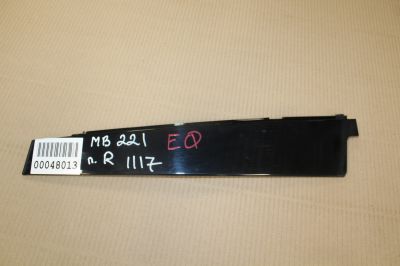 MB 221 EQ
п. R 1117
00048013